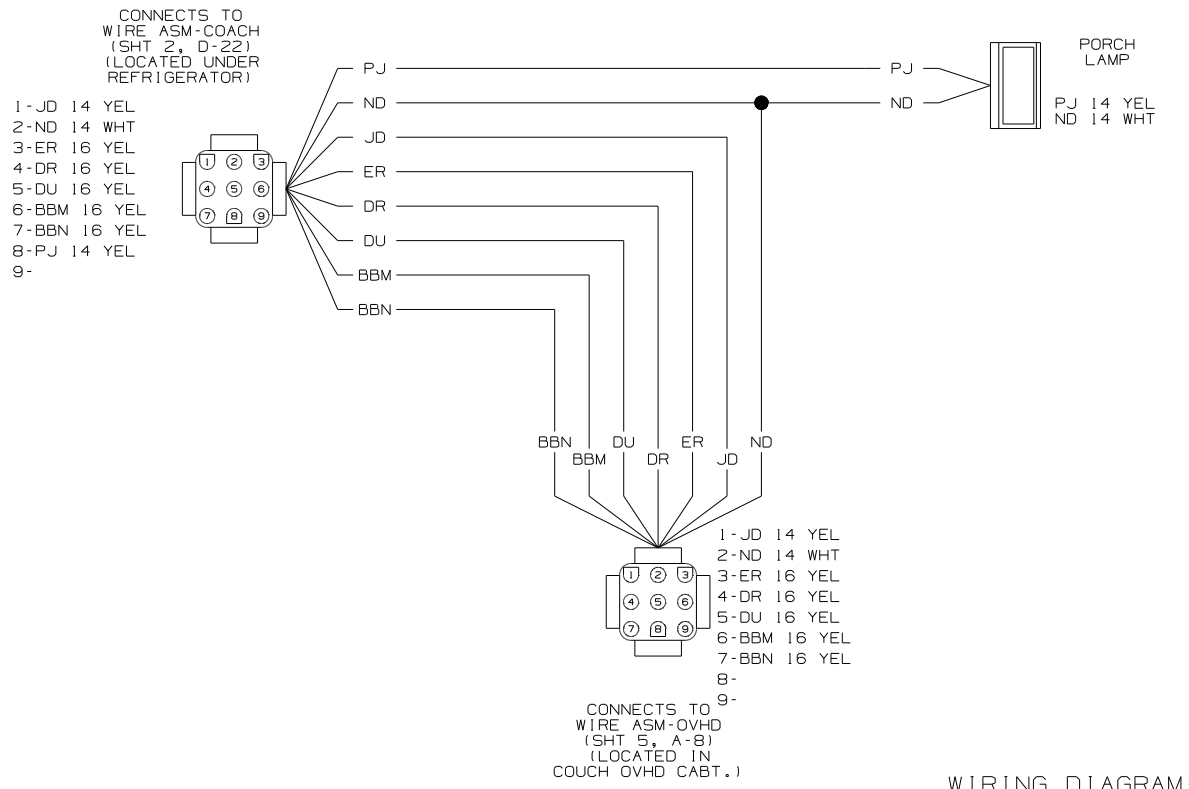 CONNECTS TO
WIRE ASM-COACH
(SHT 2, D-22)
(LOCATED UNDER
REFRIGERATOR)
1-JD 14 YEL
2-ND 14 WHT
3-ER 16 YEL
4-DR 16 YEL
5-DU 16 YEL
6-BBM 16 YEL
7-BBN 16 YEL
8-PJ 14 YEL
9-
1 2 3
4 5 6
7 8 9
PJ
ND
JD
ER
DR
DU
BBM
BBN
PJ
ND
PORCH
LAMP
PJ 14 YEL
ND 14 WHT
BBN DU ER ND
BBM DR JD
1 2 3
4 5 6
7 8 9
1-JD 14 YEL
2-ND 14 WHT
3-ER 16 YEL
4-DR 16 YEL
5-DU 16 YEL
6-BBM 16 YEL
7-BBN 16 YEL
8-
9-
CONNECTS TO
WIRE ASM-OVHD
(SHT 5, A-8)
(LOCATED IN
COUCH OVHD CABT.)
WIRING DIAGRAM